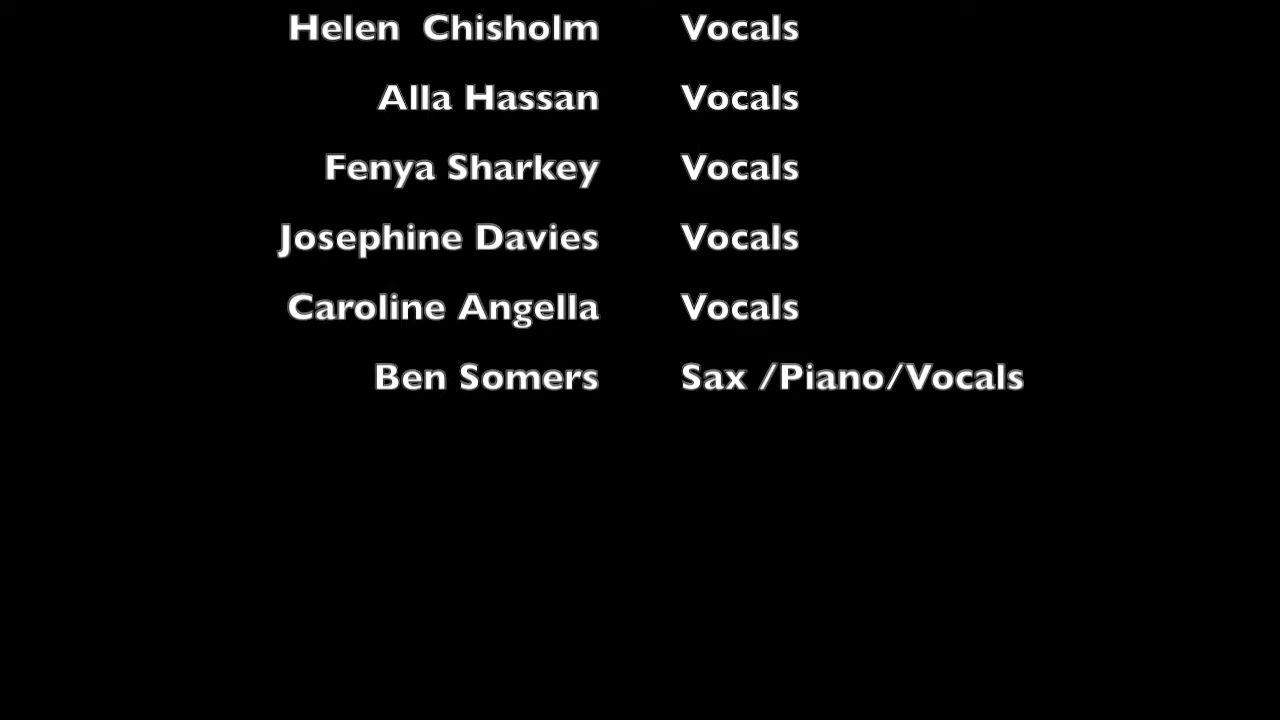 Helen  Chisholm Vocals
Alla Hassan Vocals
Fenya Sharkey Vocals
Josephine Davies Vocals
Caroline Angella Vocals
Ben Somers Sax /Piano/Vocals